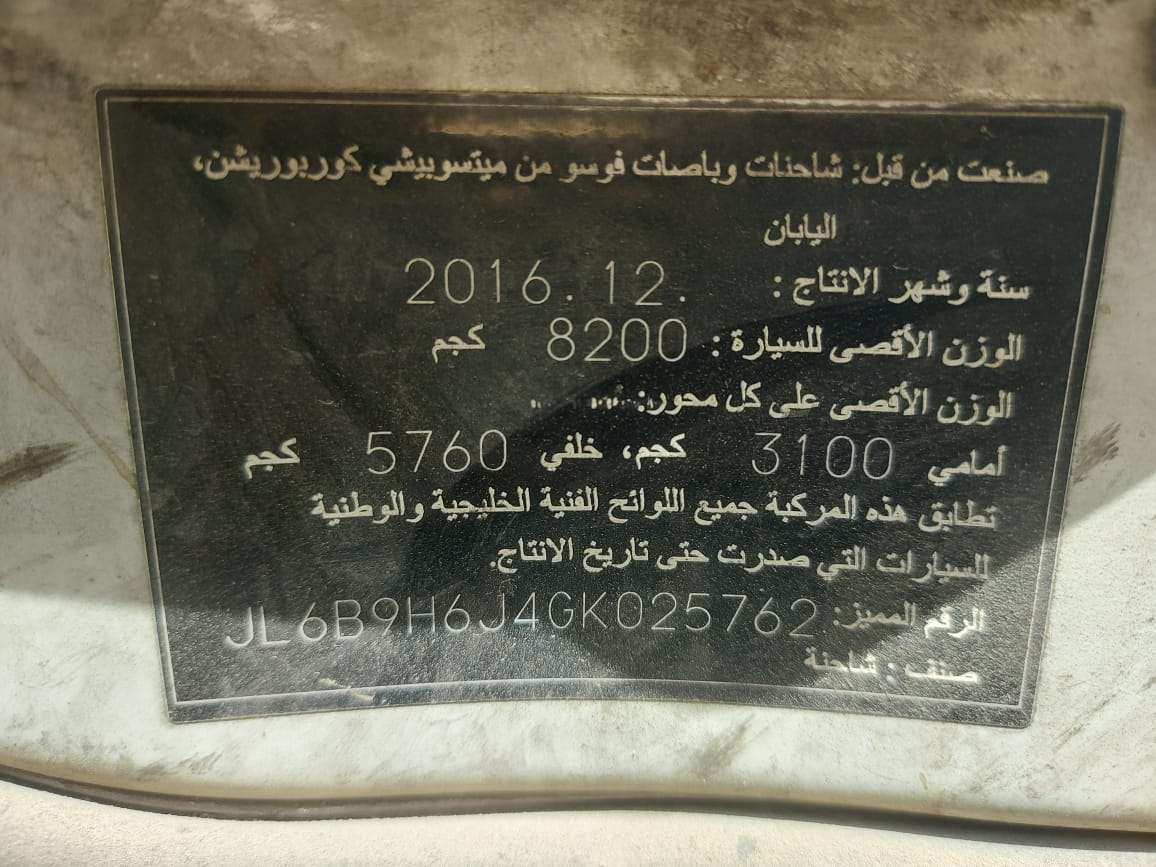 صنعت من قبل: شاحنات وباصات فوسو من ميتسوبيشي كوربوريشن،
اليابان
سنة وشهر الانتاج : 2016.12.
الوزن الأقصى للسيارة : 8200 كجم
الوزن الأقصى على كل محور:
أمامي 3100 كجم، خلفي 5760 كجم
تطابق هذه المركبة جميع اللوائح الفنية الخليجية والوطنية
للسيارات التي صدرت حتى تاريخ الانتاج.
الرقم المميز: JL6B9H6J4GK025762
صنف : شاحنة